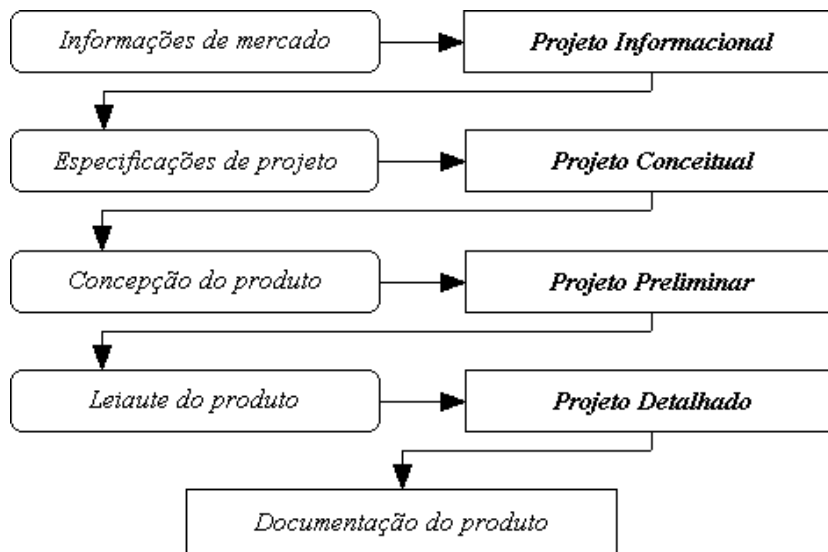 Informações de mercado
Projeto Informacional
Especificações de projeto
Projeto Conceitual
Concepção do produto
Projeto Preliminar
Leiaute do produto
Projeto Detalhado
Documentação do produto